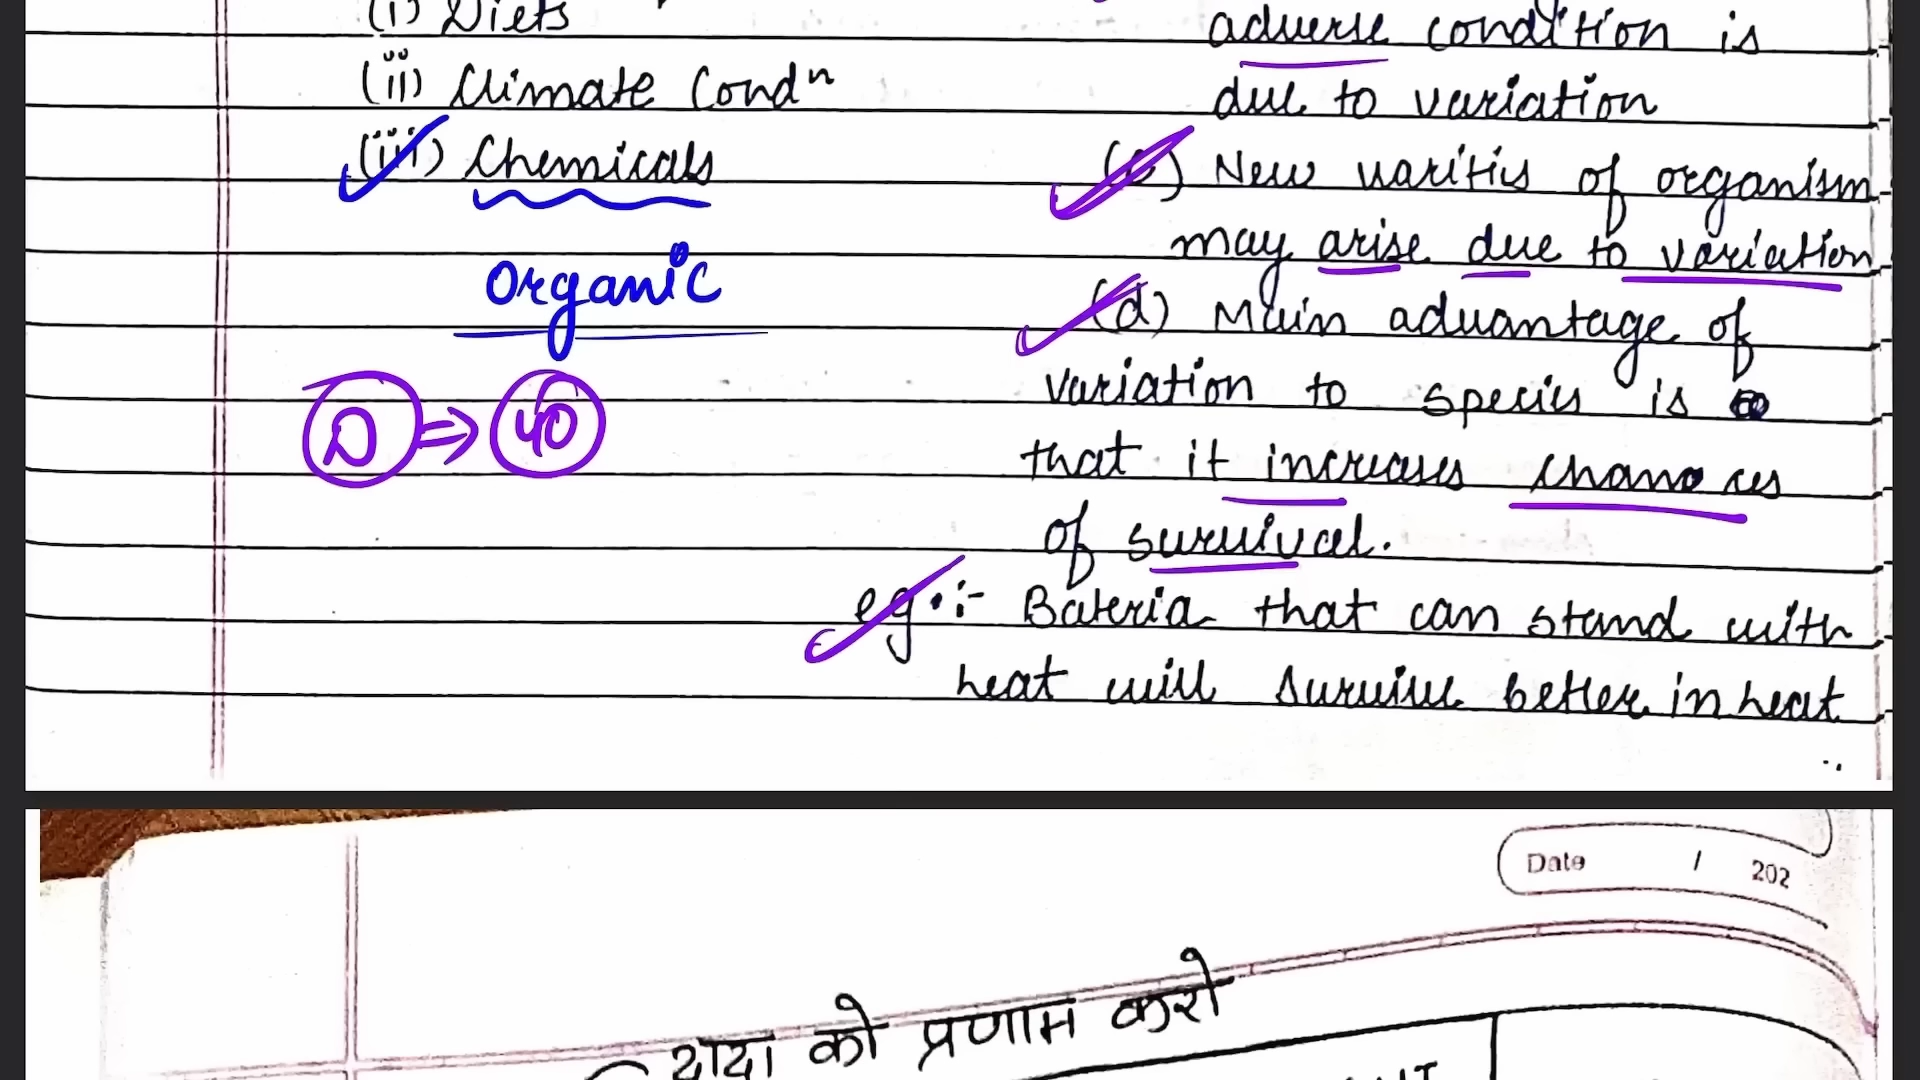 (i) Diets
(ii) Climate Condⁿ
(iii) Chemicals
Organic
D ⇒ 40
adverse condition is
due to variation
(c) New varitis of organism
may arise due to variation
(d) Main advantage of
variation to species is
that it increases chances
of survival.
eg :- Bateria that can stand with
heat will survive better in heat
Date / 202
दादा को प्रणाम करो